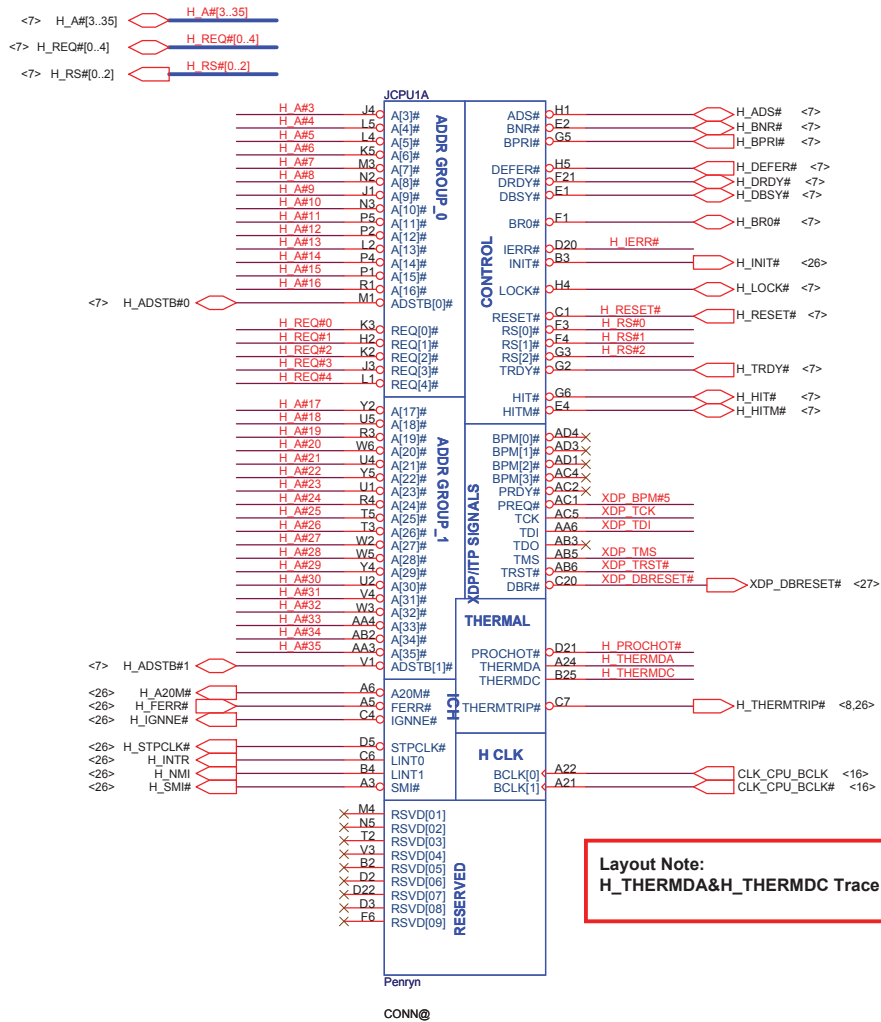 <7> H_A#[3..35] H_A#[3..35]
<7> H_REQ#[0..4] H_REQ#[0..4]
<7> H_RS#[0..2] H_RS#[0..2]
JCPU1A
H_A#3 J4 A[3]# ADS# H1 H_ADS# <7>
H_A#4 L5 A[4]# BNR# E2 H_BNR# <7>
H_A#5 L4 A[5]# BPRI# G5 H_BPRI# <7>
H_A#6 K5 A[6]#
H_A#7 M3 A[7]# DEFER# H5 H_DEFER# <7>
H_A#8 N2 A[8]# DRDY# F21 H_DRDY# <7>
H_A#9 J1 A[9]# DBSY# E1 H_DBSY# <7>
H_A#10 N3 A[10]#
H_A#11 P5 A[11]# BR0# F1 H_BR0# <7>
H_A#12 P2 A[12]#
H_A#13 L2 A[13]# IERR# D20 H_IERR#
H_A#14 P4 A[14]# INIT# B3 H_INIT# <26>
H_A#15 P1 A[15]#
H_A#16 R1 A[16]# LOCK# H4 H_LOCK# <7>
<7> H_ADSTB#0 M1 ADSTB[0]#
ADDR GROUP_0
CONTROL
RESET# C1 H_RESET# H_RESET# <7>
H_REQ#0 K3 REQ[0]# RS[0]# F3 H_RS#0
H_REQ#1 H2 REQ[1]# RS[1]# F4 H_RS#1
H_REQ#2 K2 REQ[2]# RS[2]# G3 H_RS#2
H_REQ#3 J3 REQ[3]# TRDY# G2 H_TRDY# <7>
H_REQ#4 L1 REQ[4]#
HIT# G6 H_HIT# <7>
H_A#17 Y2 A[17]# HITM# E4 H_HITM# <7>
H_A#18 U5 A[18]#
H_A#19 R3 A[19]# BPM[0]# AD4
H_A#20 W6 A[20]# BPM[1]# AD3
H_A#21 U4 A[21]# BPM[2]# AD1
H_A#22 Y5 A[22]# BPM[3]# AC4
H_A#23 U1 A[23]# PRDY# AC2
H_A#24 R4 A[24]# PREQ# AC1 XDP_BPM#5
H_A#25 T5 A[25]# TCK AC5 XDP_TCK
H_A#26 T3 A[26]# TDI AA6 XDP_TDI
H_A#27 W2 A[27]# TDO AB3
H_A#28 W5 A[28]# TMS AB5 XDP_TMS
H_A#29 Y4 A[29]# TRST# AB6 XDP_TRST#
H_A#30 U2 A[30]# DBR# C20 XDP_DBRESET# XDP_DBRESET# <27>
H_A#31 V4 A[31]#
H_A#32 W3 A[32]#
H_A#33 AA4 A[33]#
H_A#34 AB2 A[34]#
H_A#35 AA3 A[35]#
<7> H_ADSTB#1 V1 ADSTB[1]#
ADDR GROUP_1
XDP/ITP SIGNALS
THERMAL
PROCHOT# D21 H_PROCHOT#
THERMDA A24 H_THERMDA
THERMDC B25 H_THERMDC
<26> H_A20M# A6 A20M#
<26> H_FERR# A5 FERR# THERMTRIP# C7 H_THERMTRIP# <8,26>
<26> H_IGNNE# C4 IGNNE#
ICH
<26> H_STPCLK# D5 STPCLK#
<26> H_INTR C6 LINT0
<26> H_NMI B4 LINT1
<26> H_SMI# A3 SMI#
H CLK
BCLK[0] A22 CLK_CPU_BCLK <16>
BCLK[1] A21 CLK_CPU_BCLK# <16>
M4 RSVD[01]
N5 RSVD[02]
T2 RSVD[03]
V3 RSVD[04]
B2 RSVD[05]
D2 RSVD[06]
D22 RSVD[07]
D3 RSVD[08]
F6 RSVD[09]
RESERVED
Layout Note:
H_THERMDA&H_THERMDC Trace
Penryn
CONN@